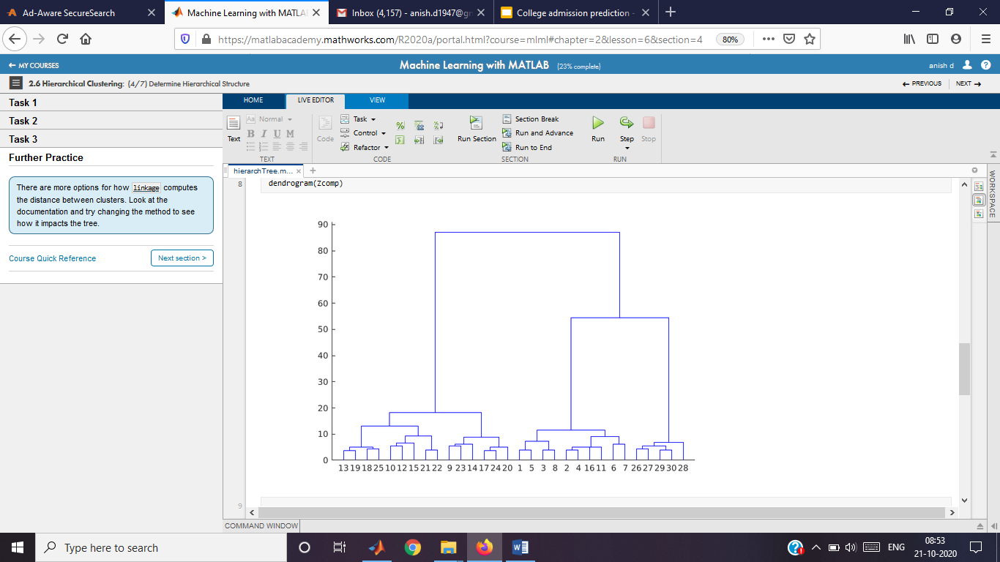 Ad-Aware SecureSearch
Machine Learning with MATLA
Inbox (4,157) - anish.d1947@g
College admission prediction -
https://matlabacademy.mathworks.com/R2020a/portal.html?course=mlml#chapter=2&lesson=6&section=4
80%
MY COURSES
Machine Learning with MATLAB (23% complete)
anish d
2.6 Hierarchical Clustering: (4/7) Determine Hierarchical Structure
PREVIOUS
NEXT
Task 1
Task 2
Task 3
Further Practice
There are more options for how linkage computes
the distance between clusters. Look at the
documentation and try changing the method to see
how it impacts the tree.
Course Quick Reference
Next section >
HOME
LIVE EDITOR
VIEW
Text
Aa Normal
B I U M
TEXT
Code
Task
Control
Refactor
CODE
Run Section
Section Break
Run and Advance
Run to End
SECTION
Run
Step
Stop
RUN
hierarchTree.m... ×
WORKSPACE
8 dendrogram(Zcomp)
90
80
70
60
50
40
30
20
10
0
13 19 18 25 10 12 15 21 22 9 23 14 17 24 20 1 5 3 8 2 4 16 11 6 7 26 27 29 30 28
9
COMMAND WINDOW
Type here to search
ENG
08:53
21-10-2020